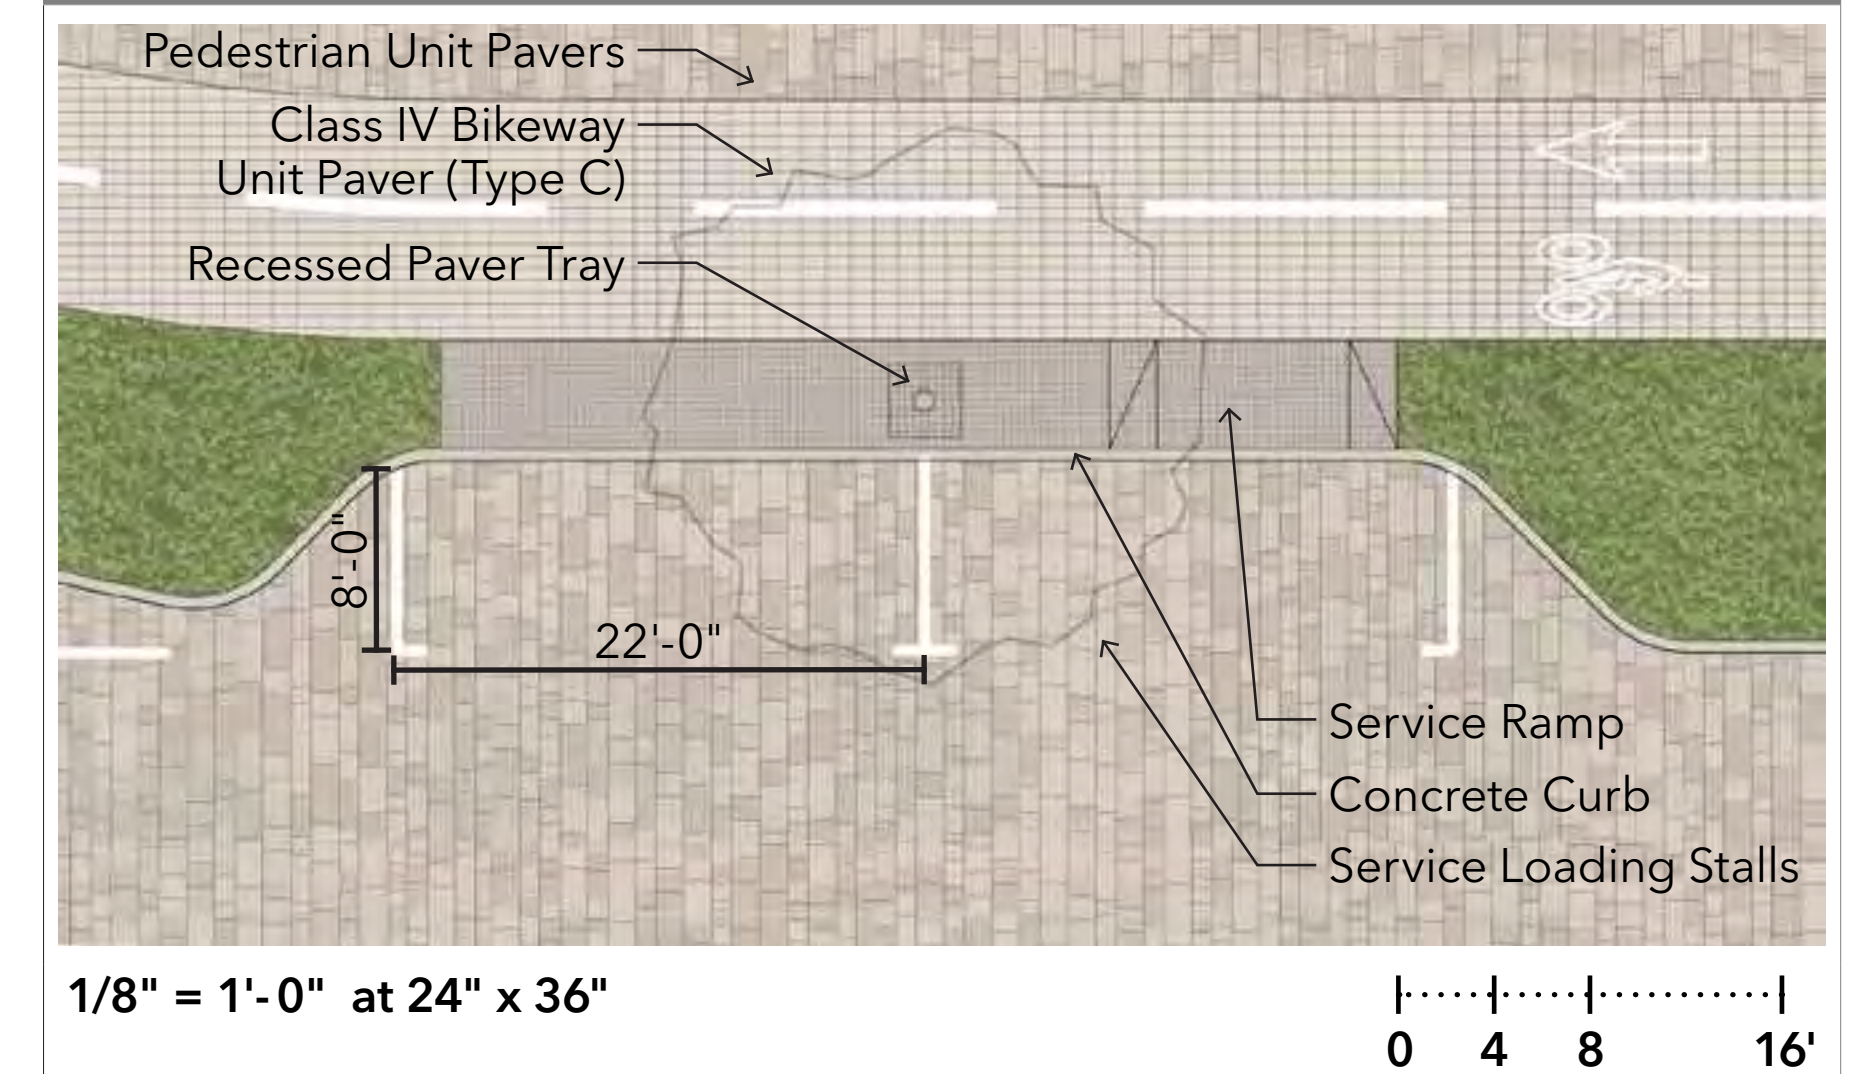 Pedestrian Unit Pavers
Class IV Bikeway
Unit Paver (Type C)
Recessed Paver Tray
8'-0"
22'-0"
Service Ramp
Concrete Curb
Service Loading Stalls
1/8" = 1'-0" at 24" x 36"
0 4 8 16'